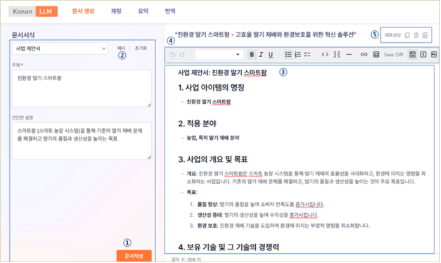 Konan LLM 문서 생성 채팅 요약 번역
문서서식
사업 제안서
예시 초기화
②
주제 *
친환경 딸기 스마트팜
간단한 설명
스마트팜 (스마트 농장 시스템)을 통해 기존의 딸기 재배 문제
를 해결하고 딸기의 품질과 생산성을 높이는 목표
①
문서작성
"친환경 딸기 스마트팜 - 고효율 딸기 재배와 환경보호를 위한 혁신 솔루션"
⑤
④
B I U
Save Diff
사업 제안서: 친환경 딸기 스마트팜 ③
1. 사업 아이템의 명칭
친환경 딸기 스마트팜
2. 적용 분야
농업, 특히 딸기 재배 분야
3. 사업의 개요 및 목표
개요: 친환경 딸기 스마트팜은 스마트 농장 시스템을 통해 딸기 재배의 효율성을 극대화하고, 환경에 미치는 영향을 최
소화하는 사업입니다. 기존의 딸기 재배 문제를 해결하고, 딸기의 품질과 생산성을 높이는 것이 주요 목표입니다.
목표:
1. 품질 향상: 딸기의 품질을 높여 소비자 만족도를 증가시킵니다.
2. 생산성 증대: 딸기의 생산성을 높여 수익성을 증가시킵니다.
3. 환경 보호: 친환경 재배 기술을 도입하여 환경에 미치는 부정적 영향을 최소화합니다.
4. 보유 기술 및 그 기술의 경쟁력